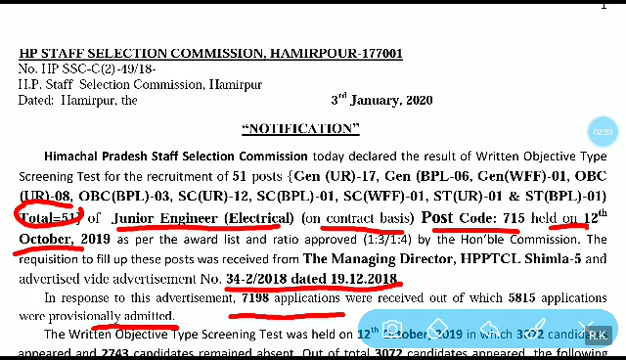 1
HP STAFF SELECTION COMMISSION, HAMIRPUR-177001
No. HP SSC-C(2)-49/18-
H.P. Staff Selection Commission, Hamirpur
Dated: Hamirpur, the 3rd January, 2020
"NOTIFICATION"
Himachal Pradesh Staff Selection Commission today declared the result of Written Objective Type
Screening Test for the recruitment of 51 posts {Gen (UR)-17, Gen (BPL-06, Gen(WFF)-01, OBC
(UR)-08, OBC(BPL)-03, SC(UR)-12, SC(BPL)-01, SC(WFF)-01, ST(UR)-01 & ST(BPL)-01)
Total=51} of Junior Engineer (Electrical) (on contract basis) Post Code: 715 held on 12th
October, 2019 as per the award list and ratio approved (1:3/1:4) by the Hon'ble Commission. The
requisition to fill up these posts was received from The Managing Director, HPPTCL Shimla-5 and
advertised vide advertisement No. 34-2/2018 dated 19.12.2018.
In response to this advertisement, 7198 applications were received out of which 5815 applications
were provisionally admitted.
The Written Objective Type Screening Test was held on 12th October, 2019 in which 3072 candid
appeared and 2743 candidates remained absent. Out of total 3072 candidates appeared, the following
02:33
R.K.